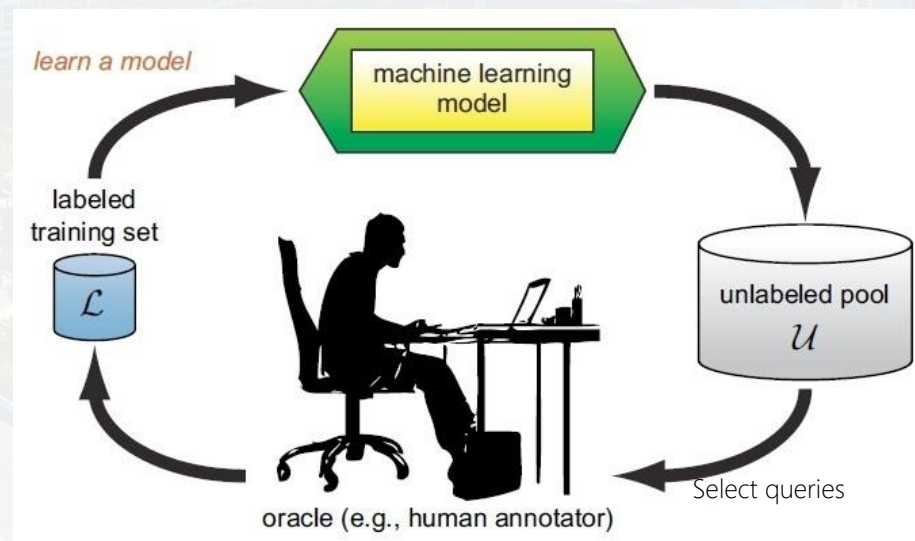 learn a model
machine learning
model
labeled
training set
ℒ
unlabeled pool
𝒰
Select queries
oracle (e.g., human annotator)